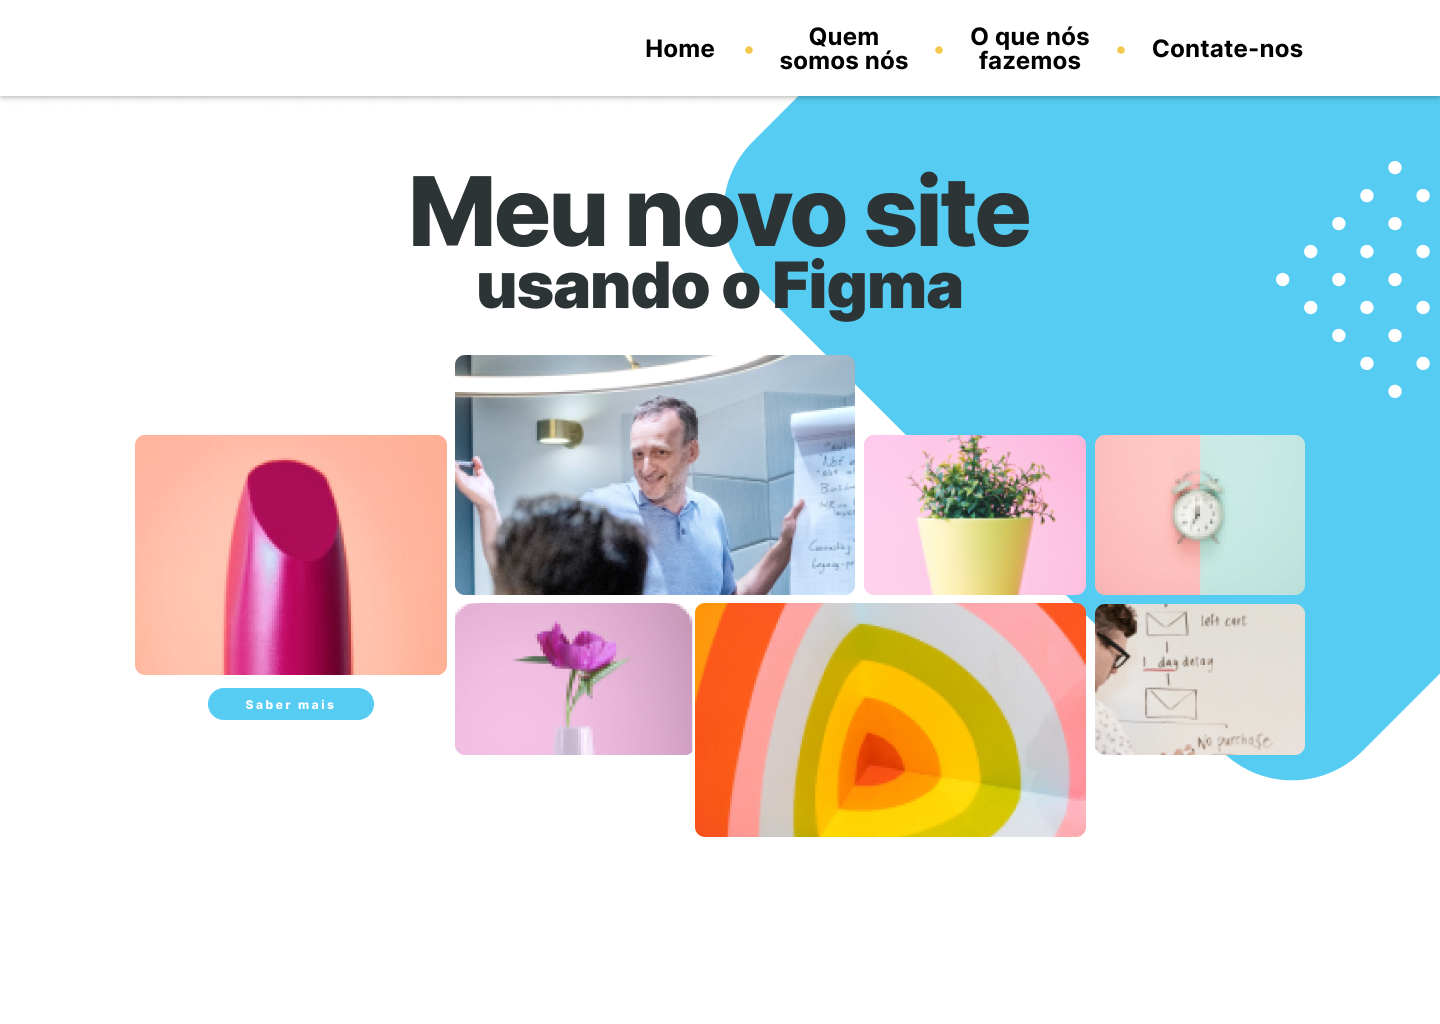 Home
Quem
somos nós
O que nós
fazemos
Contate-nos
Meu novo site
usando o Figma
left cart
1 day delay
No purchase
Saber mais